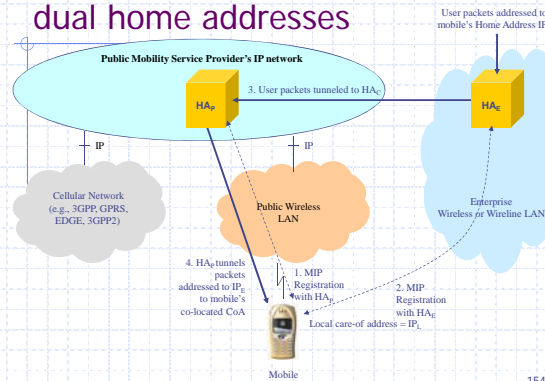 dual home addresses
User packets addressed to
mobile's Home Address IP
Public Mobility Service Provider's IP network
3. User packets tunneled to HAC
HAP
HAE
IP
IP
Cellular Network
(e.g., 3GPP, GPRS,
EDGE, 3GPP2)
Public Wireless
LAN
Enterprise
Wireless or Wireline LAN
4. HAP tunnels
packets
addressed to IPE
to mobile's
co-located CoA
1. MIP
Registration
with HAP
2. MIP
Registration
with HAE
Local care-of address = IPL
Mobile
154